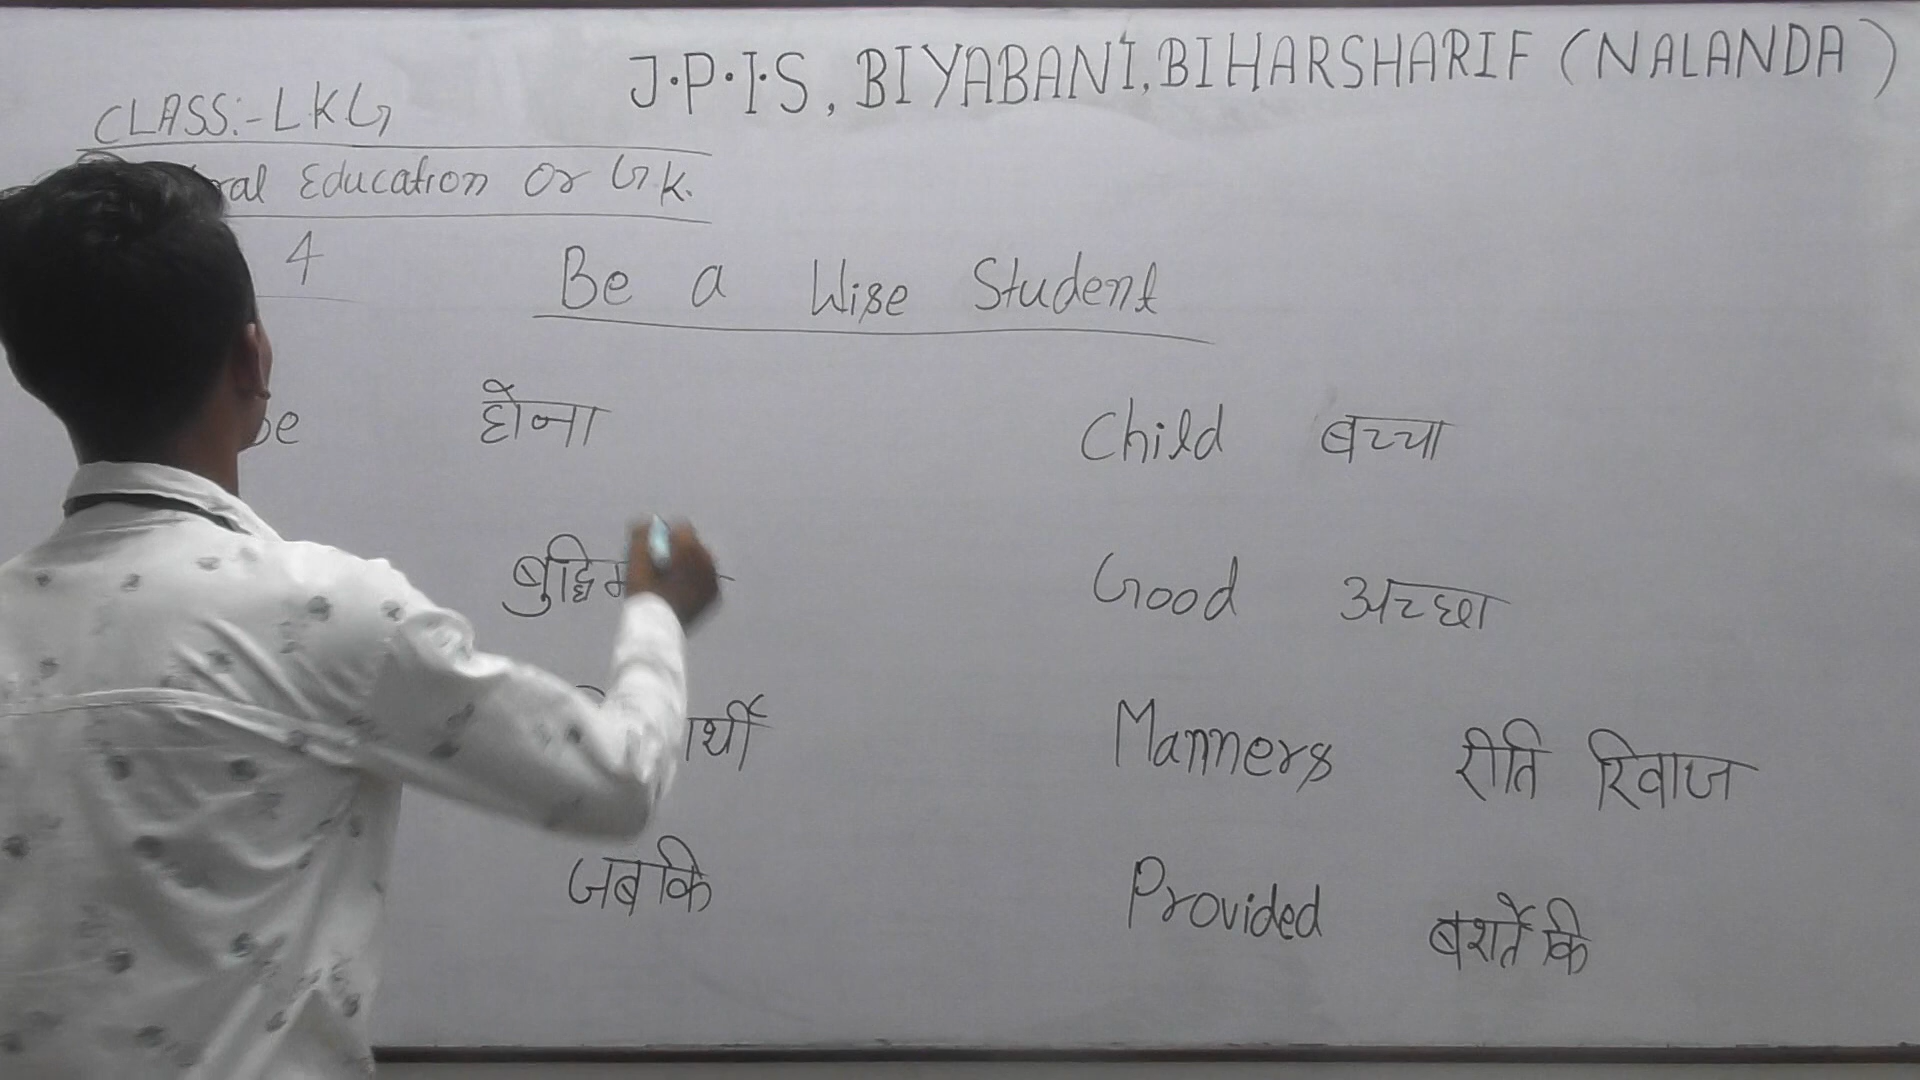 J.P.I.S, BIYABANI, BIHARSHARIF (NALANDA)
CLASS:- LKG
Education Or G.K.
4
Be a Wise Student
होना
Child बच्चा
Good अच्छा
Manners रीति रिवाज
जबकि
Provided बशर्ते कि